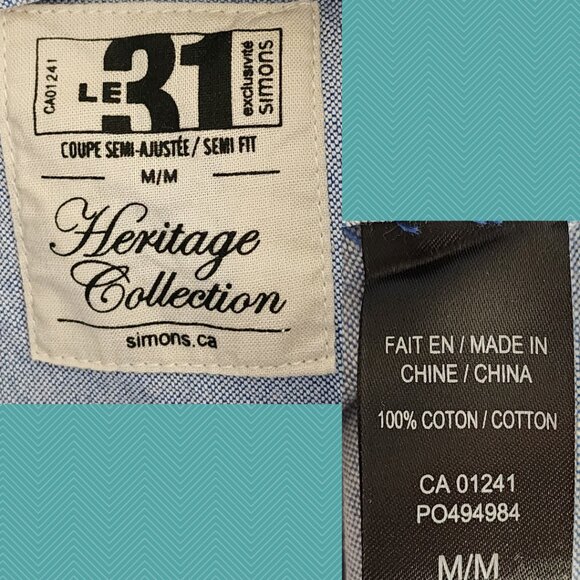 CA01241
LE 31
exclusivité
simons
COUPE SEMI-AJUSTÉE / SEMI FIT
M/M
Heritage
Collection
simons.ca
FAIT EN / MADE IN
CHINE / CHINA
100% COTON / COTTON
CA 01241
PO494984
M/M